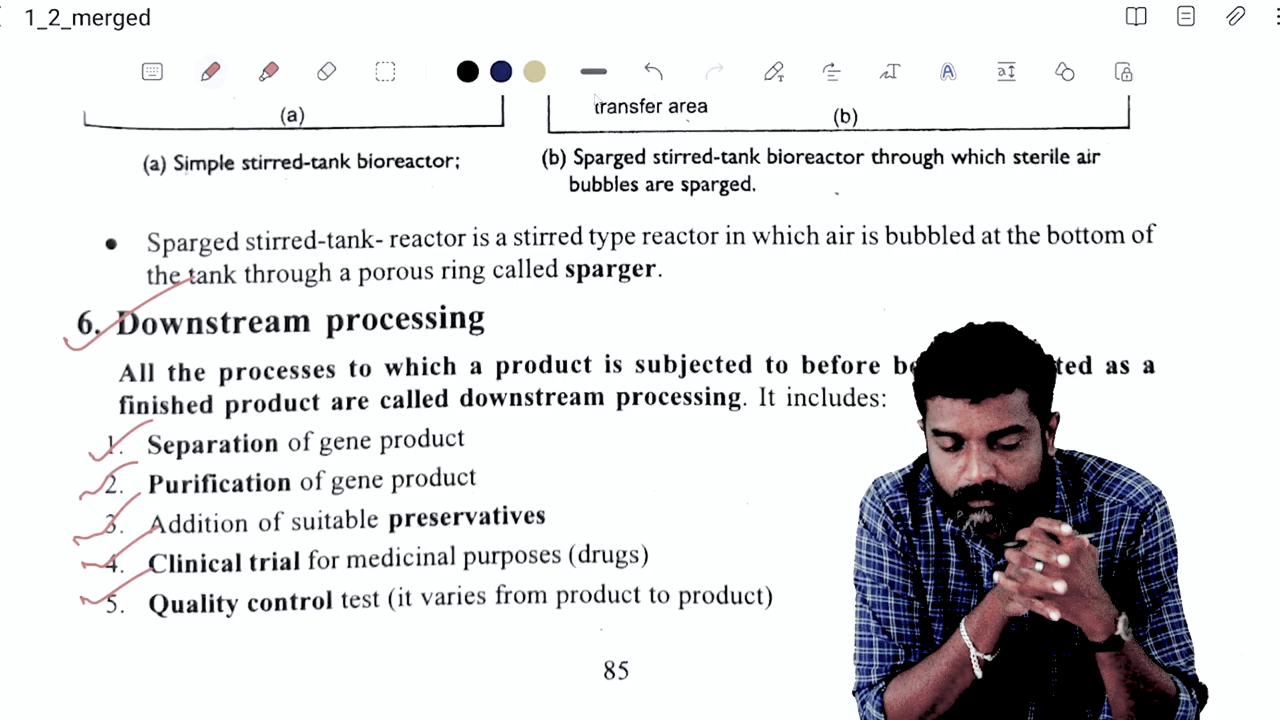 1_2_merged
transfer area
(a)
(b)
(a) Simple stirred-tank bioreactor;
(b) Sparged stirred-tank bioreactor through which sterile air
bubbles are sparged.
• Sparged stirred-tank- reactor is a stirred type reactor in which air is bubbled at the bottom of
the tank through a porous ring called sparger.
6. Downstream processing
All the processes to which a product is subjected to before as a
finished product are called downstream processing. It includes:
1. Separation of gene product
2. Purification of gene product
3. Addition of suitable preservatives
4. Clinical trial for medicinal purposes (drugs)
5. Quality control test (it varies from product to product)
85